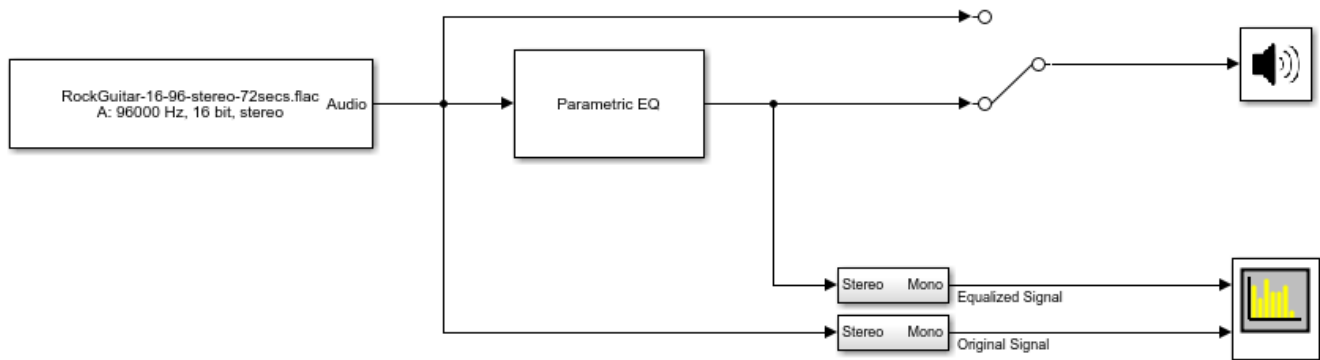 RockGuitar-16-96-stereo-72secs.flac
A: 96000 Hz, 16 bit, stereo
Audio
Parametric EQ
Stereo Mono
Equalized Signal
Stereo Mono
Original Signal